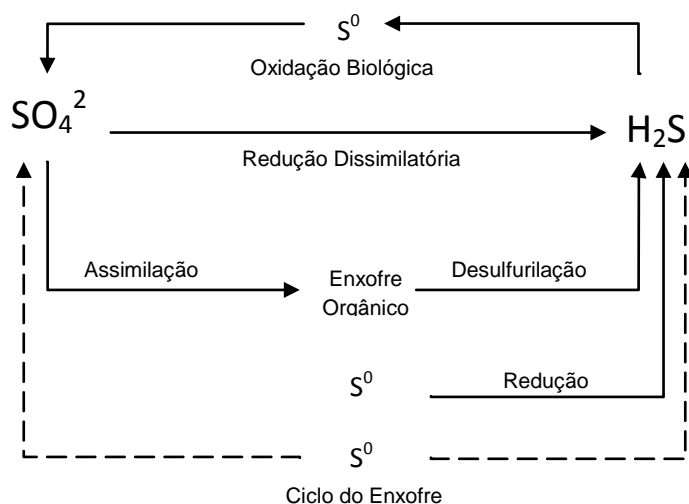 S⁰
Oxidação Biológica
SO₄²
H₂S
Redução Dissimilatória
Assimilação
Enxofre
Orgânico
Desulfurilação
S⁰
Redução
S⁰
Ciclo do Enxofre